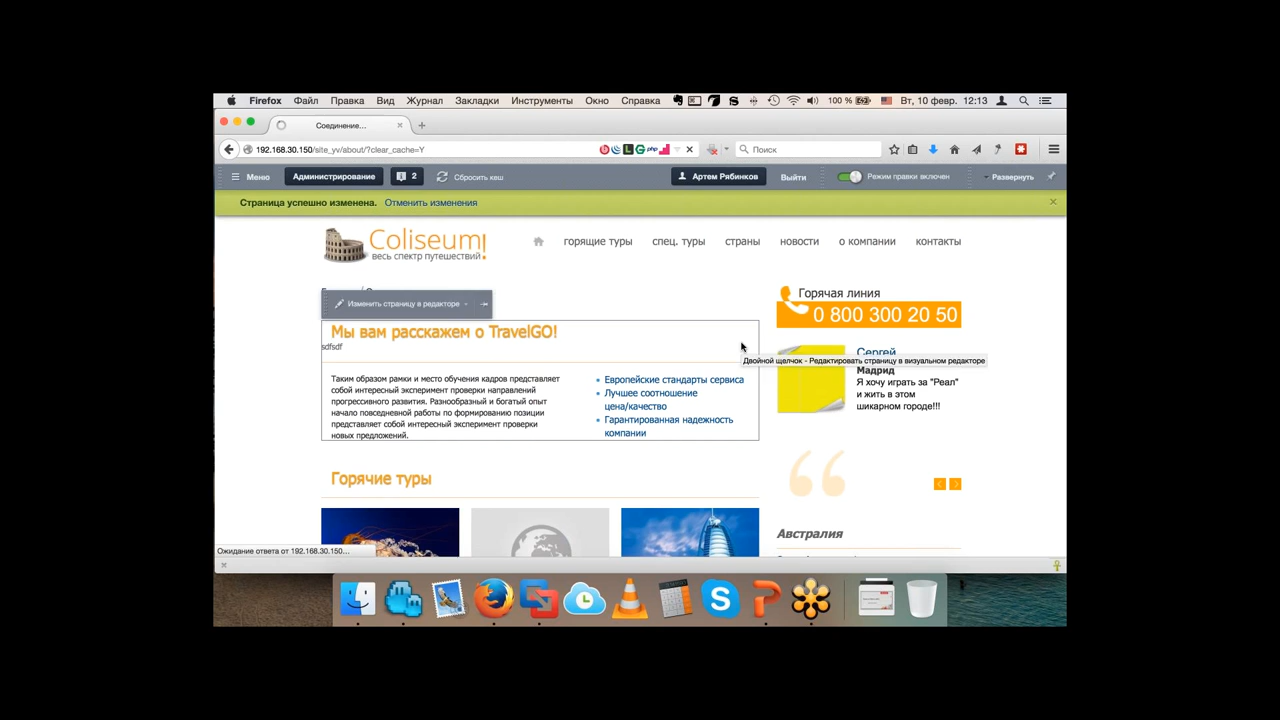 Firefox Файл Правка Вид Журнал Закладки Инструменты Окно Справка 100 % Вт, 10 февр. 12:13
Соединение...
192.168.30.150/site_yv/about/?clear_cache=Y php Поиск
Меню Администрирование 2 Сбросить кеш Артем Рябинков Выйти Режим правки включен Развернуть
Страница успешно изменена. Отменить изменения
Coliseum!
весь спектр путешествий
горящие туры спец. туры страны новости о компании контакты
Изменить страницу в редакторе
Мы вам расскажем о TravelGO!
sdfsdf
Таким образом рамки и место обучения кадров представляет
собой интересный эксперимент проверки направлений
прогрессивного развития. Разнообразный и богатый опыт
начало повседневной работы по формированию позиции
представляет собой интересный эксперимент проверки
новых предложений.
Европейские стандарты сервиса
Лучшее соотношение
цена/качество
Гарантированная надежность
компании
Горячие туры
Горячая линия
0 800 300 20 50
Сергей
Двойной щелчок - Редактировать страницу в визуальном редакторе
Мадрид
Я хочу играть за "Реал"
и жить в этом
шикарном городе!!!
Австралия
Ожидание ответа от 192.168.30.150...